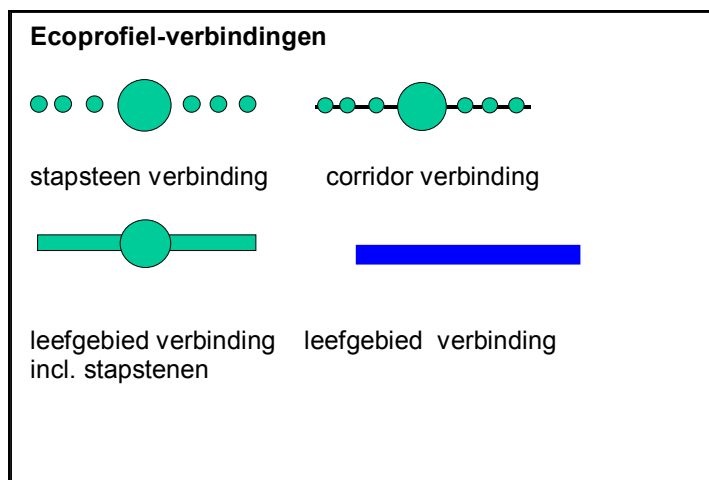 Ecoprofiel-verbindingen
stapsteen verbinding
corridor verbinding
leefgebied verbinding
incl. stapstenen
leefgebied verbinding